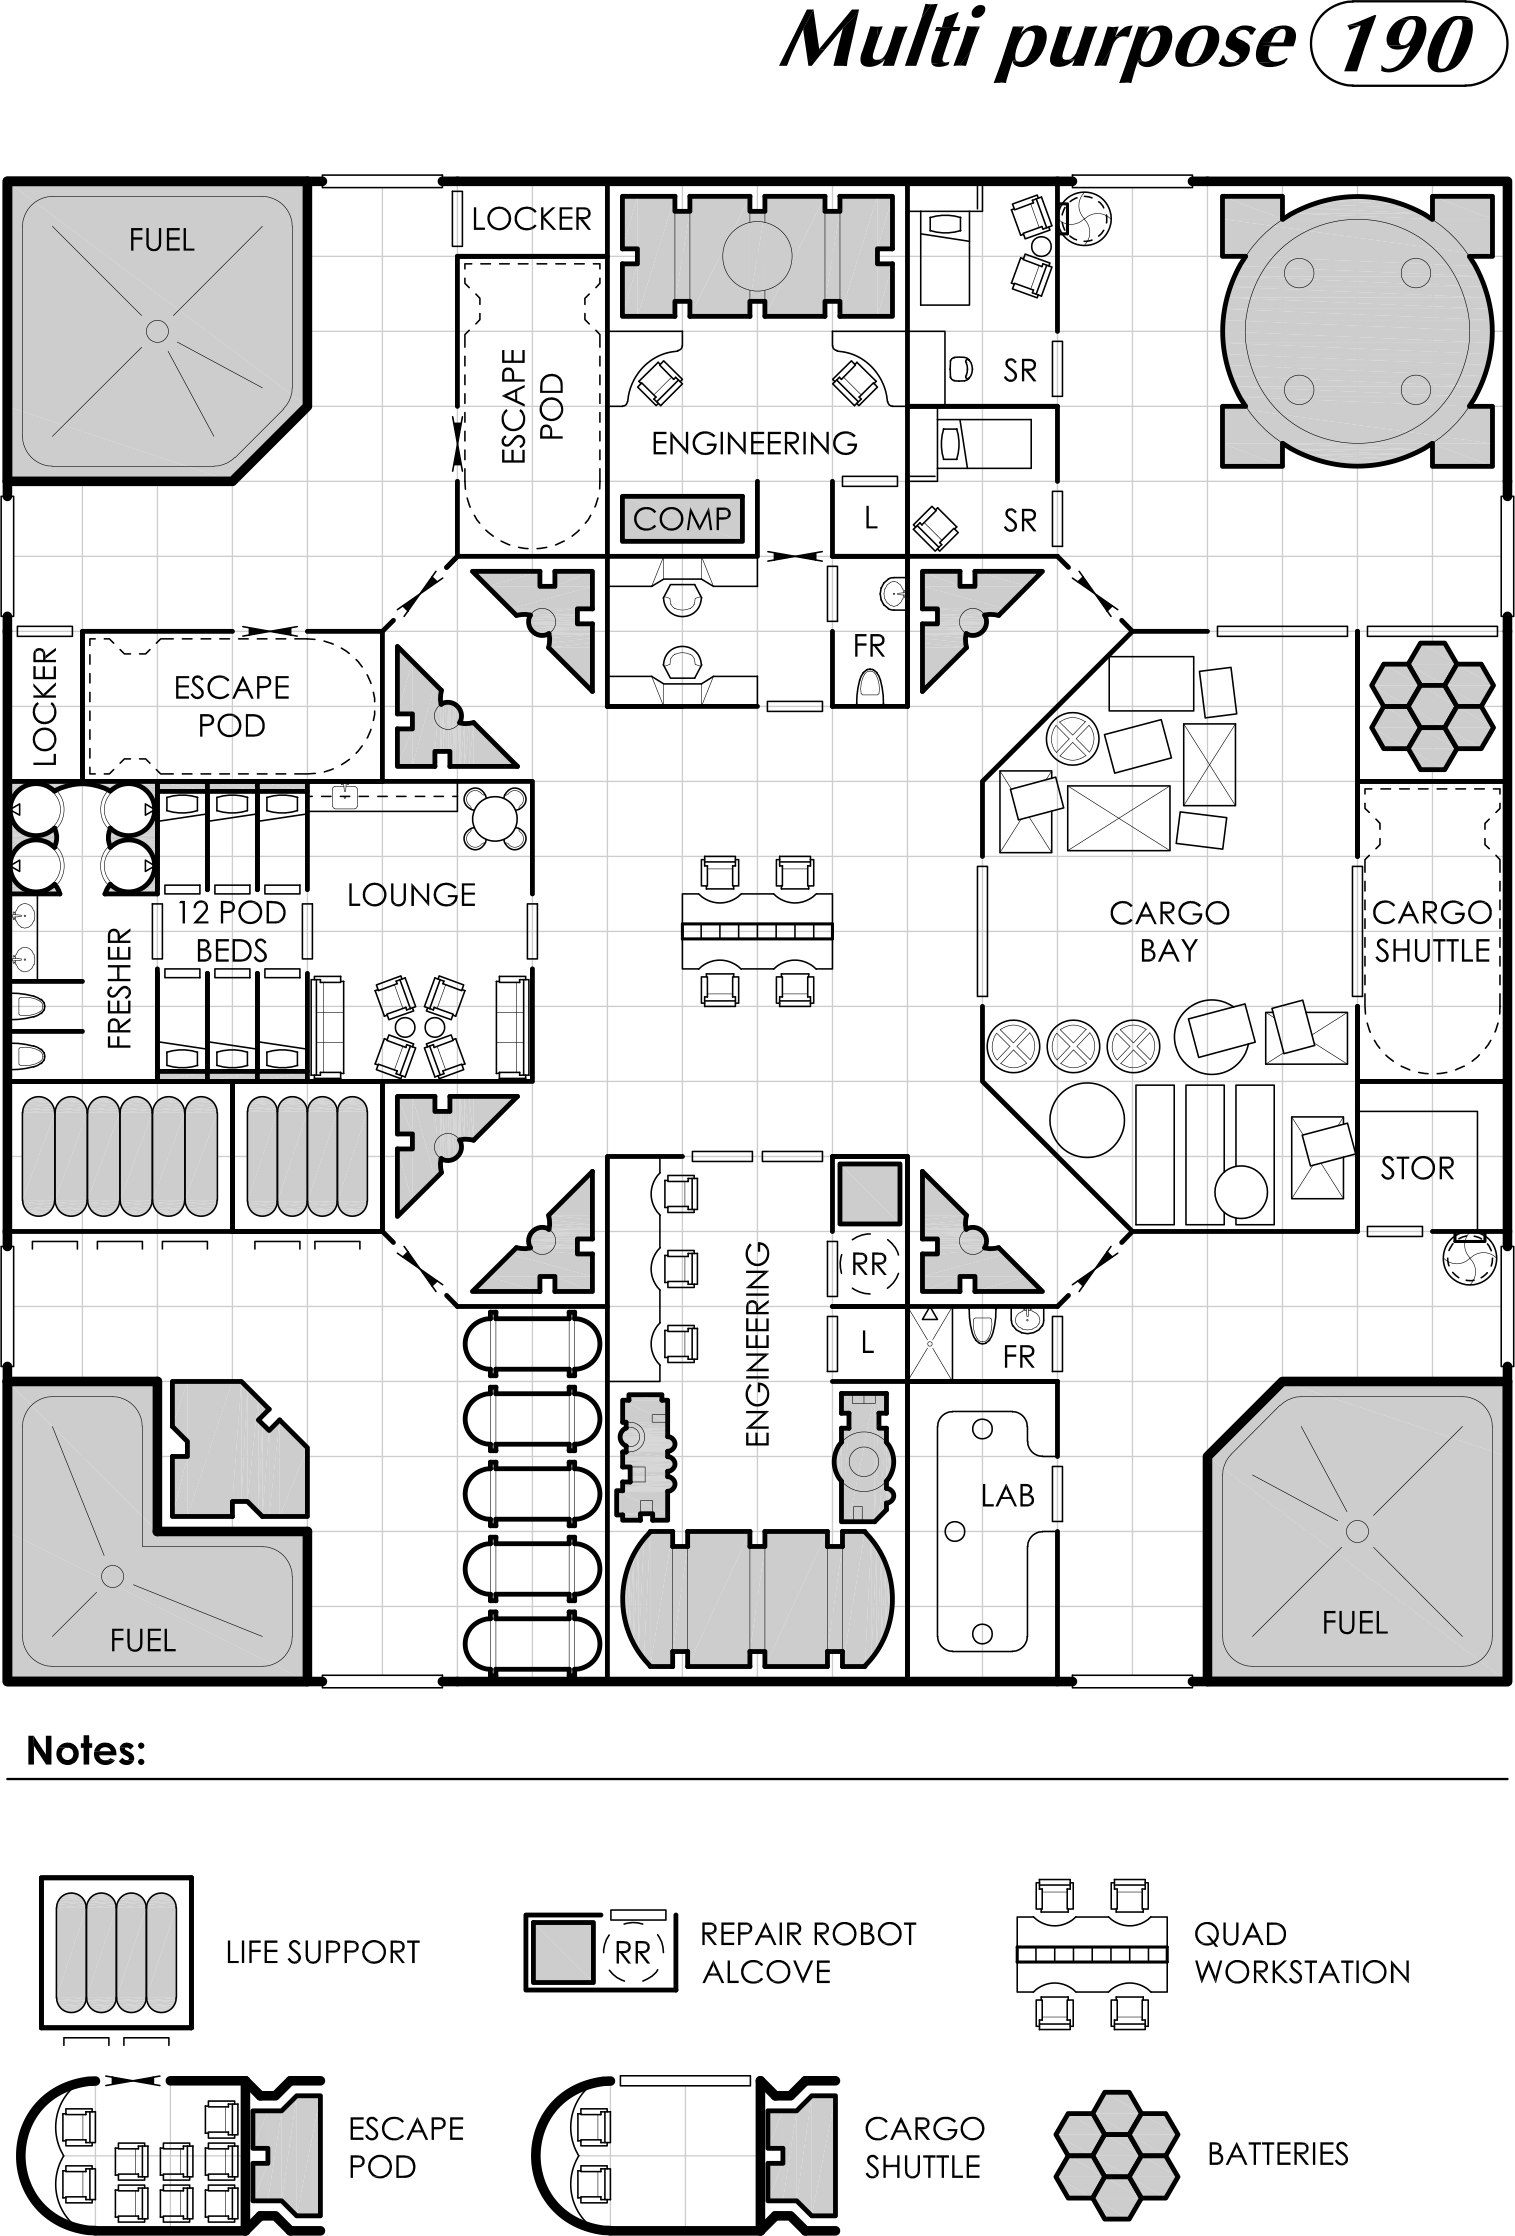 Multi purpose 190
FUEL
LOCKER
ESCAPE
POD
ENGINEERING
SR
COMP
L
SR
FR
LOCKER
ESCAPE
POD
LOUNGE
12 POD
BEDS
FRESHER
CARGO
BAY
CARGO
SHUTTLE
STOR
RR
ENGINEERING
L
FR
LAB
FUEL
FUEL
Notes:
LIFE SUPPORT
RR
REPAIR ROBOT
ALCOVE
QUAD
WORKSTATION
ESCAPE
POD
CARGO
SHUTTLE
BATTERIES